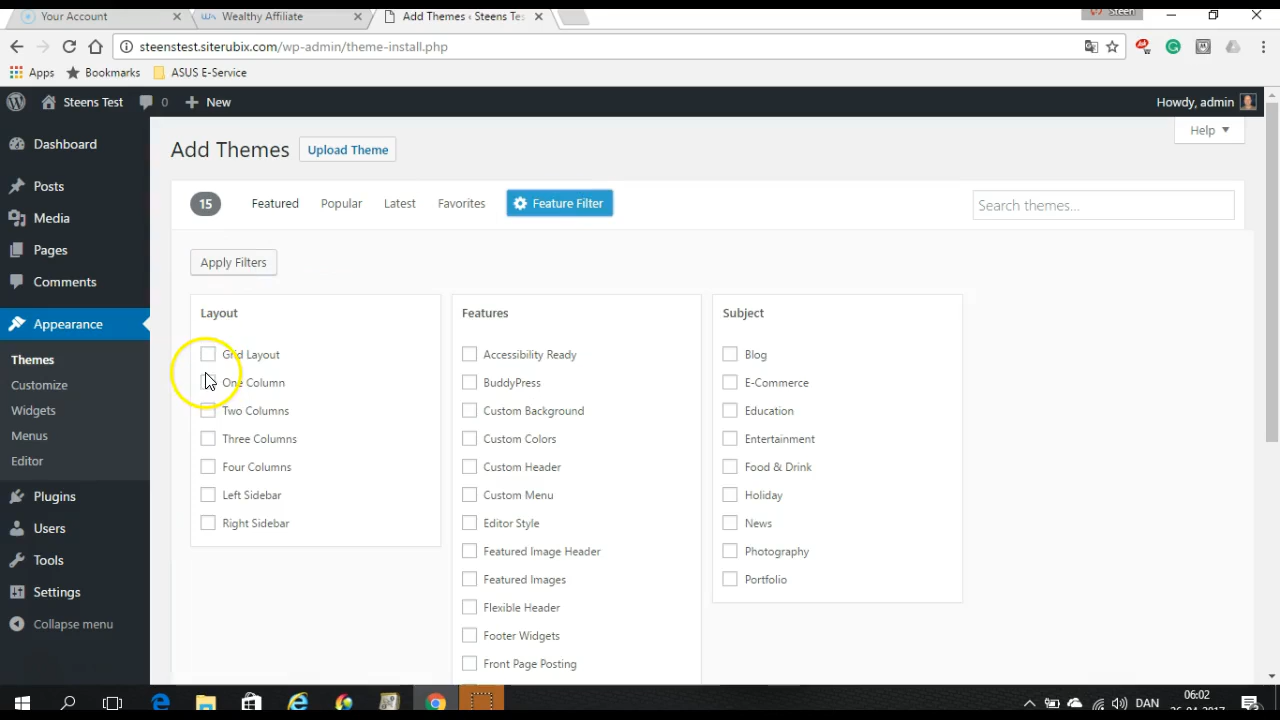 Your Account
Wealthy Affiliate
Add Themes ‹ Steens Tes
Steen
steenstest.siterubix.com/wp-admin/theme-install.php
Apps Bookmarks ASUS E-Service
Steens Test 0 New Howdy, admin
Help
Dashboard
Posts
Media
Pages
Comments
Appearance
Themes
Customize
Widgets
Menus
Editor
Plugins
Users
Tools
Settings
Collapse menu
Add Themes Upload Theme
15 Featured Popular Latest Favorites Feature Filter Search themes...
Apply Filters
Layout
Grid Layout
One Column
Two Columns
Three Columns
Four Columns
Left Sidebar
Right Sidebar
Features
Accessibility Ready
BuddyPress
Custom Background
Custom Colors
Custom Header
Custom Menu
Editor Style
Featured Image Header
Featured Images
Flexible Header
Footer Widgets
Front Page Posting
Subject
Blog
E-Commerce
Education
Entertainment
Food & Drink
Holiday
News
Photography
Portfolio
DAN
06:02